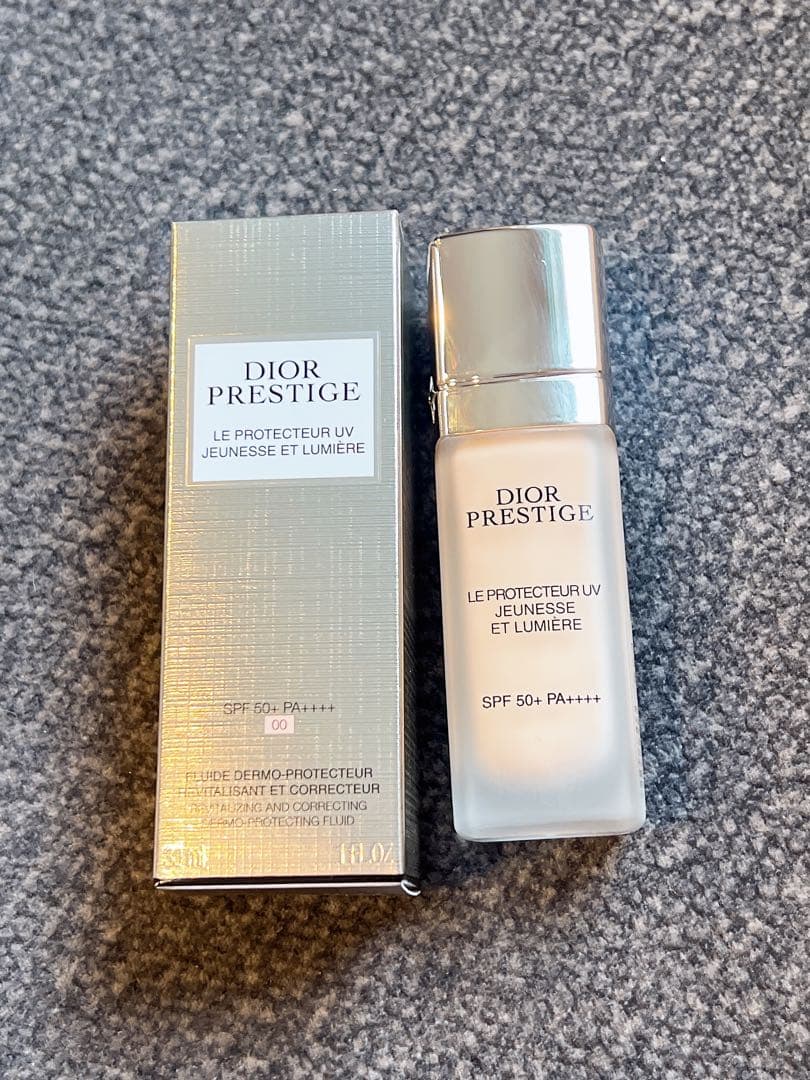 DIOR
PRESTIGE
LE PROTECTEUR UV
JEUNESSE ET LUMIÈRE
SPF 50+ PA++++
00
FLUIDE DERMO-PROTECTEUR
REVITALISANT ET CORRECTEUR
REVITALIZING AND CORRECTING
DERMO-PROTECTING FLUID
30 ml 1 FL.OZ
DIOR
PRESTIGE
LE PROTECTEUR UV
JEUNESSE
ET LUMIÈRE
SPF 50+ PA++++